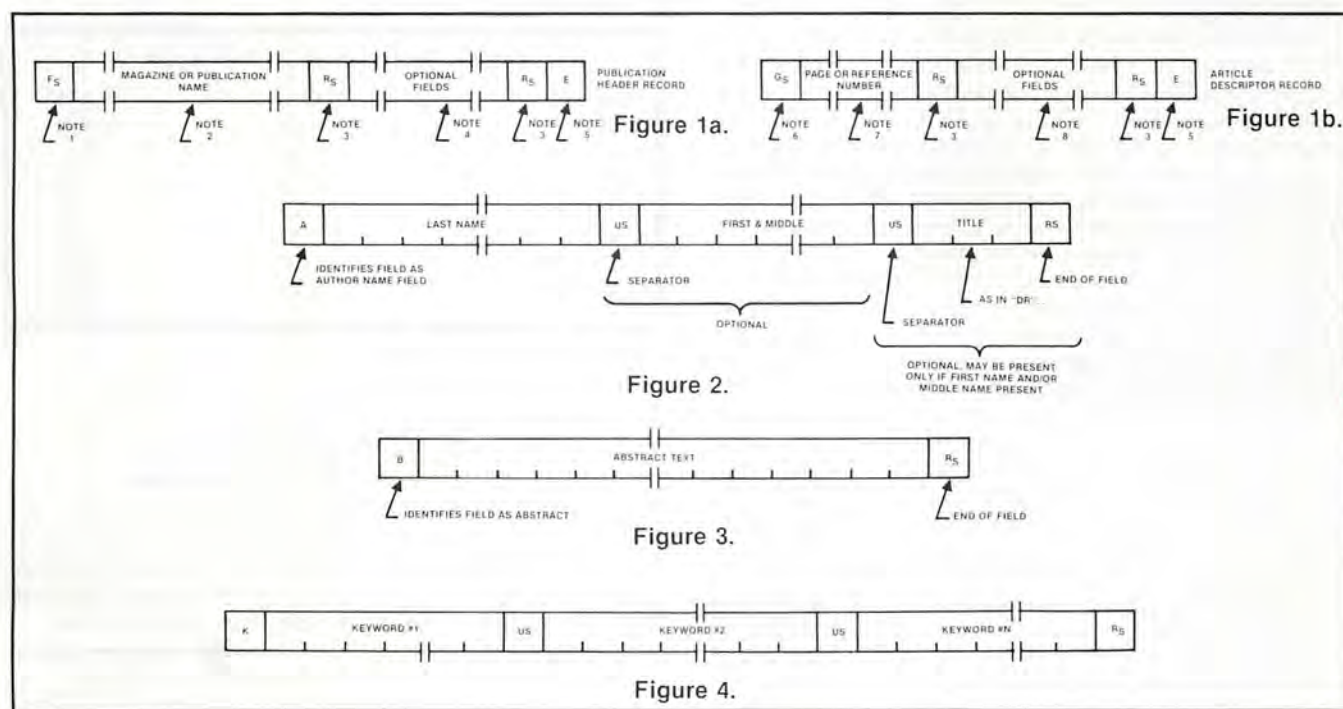 FS MAGAZINE OR PUBLICATION NAME RS OPTIONAL FIELDS RS E PUBLICATION HEADER RECORD
NOTE 1 NOTE 2 NOTE 3 NOTE 4 NOTE 3 NOTE 5
Figure 1a.
GS PAGE OR REFERENCE NUMBER RS OPTIONAL FIELDS RS E ARTICLE DESCRIPTOR RECORD
NOTE 6 NOTE 7 NOTE 3 NOTE 8 NOTE 3 NOTE 5
Figure 1b.
A LAST NAME US FIRST & MIDDLE US TITLE RS
IDENTIFIES FIELD AS
AUTHOR NAME FIELD
SEPARATOR
OPTIONAL
SEPARATOR
AS IN "DR"
END OF FIELD
OPTIONAL, MAY BE PRESENT
ONLY IF FIRST NAME AND/OR
MIDDLE NAME PRESENT
Figure 2.
B ABSTRACT TEXT RS
IDENTIFIES FIELD AS ABSTRACT
END OF FIELD
Figure 3.
K KEYWORD #1 US KEYWORD #2 US KEYWORD #N RS
Figure 4.